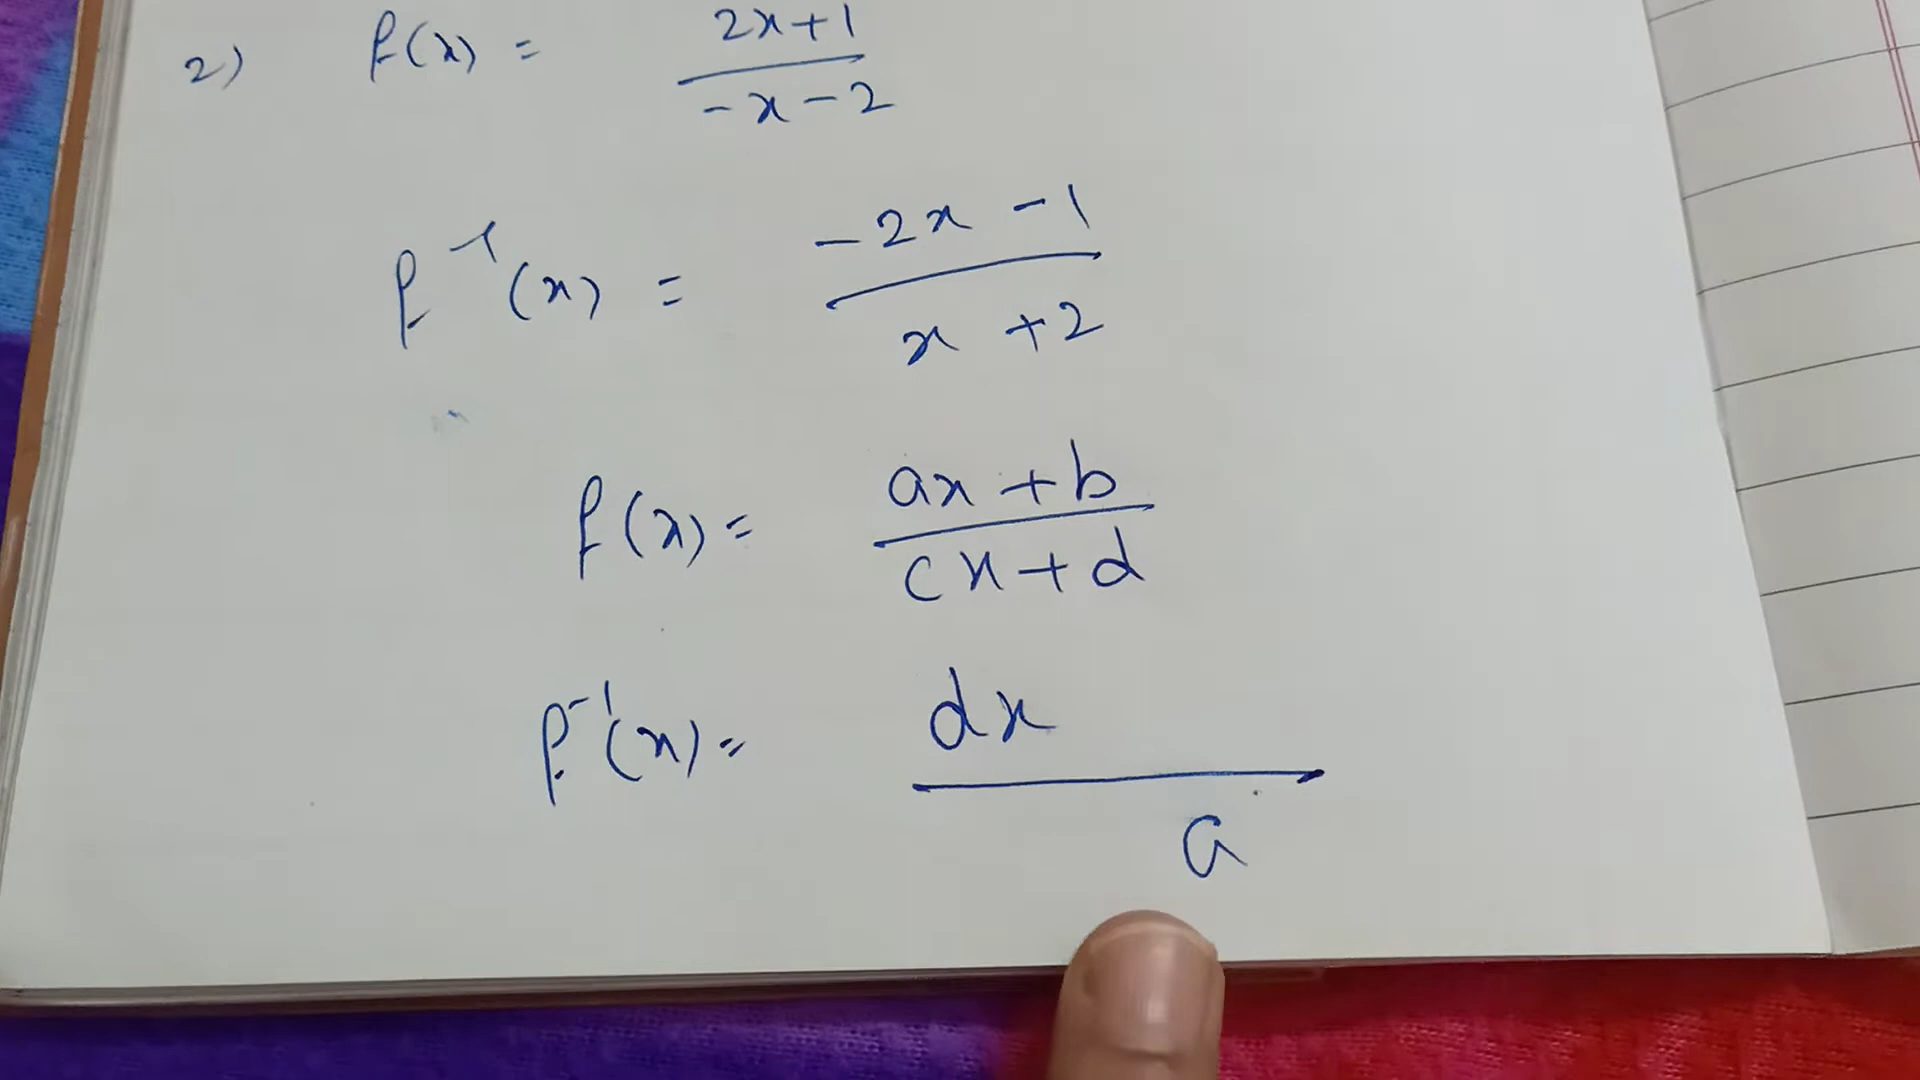 2) f(x) = 2x+1 / -x-2
f⁻¹(x) = -2x -1 / x +2
f(x) = ax+b / cx+d
f⁻¹(x) = dx / a